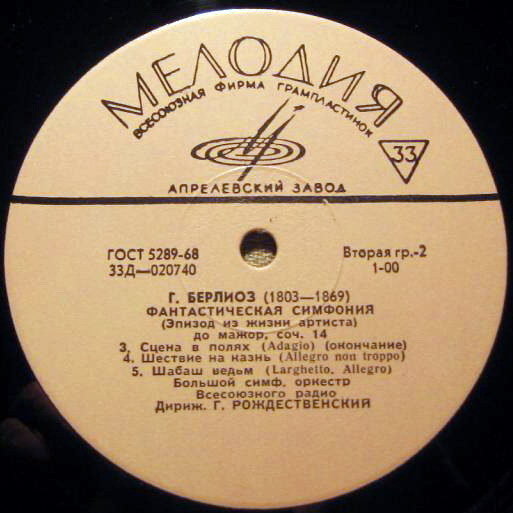 МЕЛОДИЯ
ВСЕСОЮЗНАЯ ФИРМА ГРАМПЛАСТИНОК
33
АПРЕЛЕВСКИЙ ЗАВОД
ГОСТ 5289-68
Вторая гр.-2
33Д—020740
1-00
Г. БЕРЛИОЗ (1803—1869)
ФАНТАСТИЧЕСКАЯ СИМФОНИЯ
(Эпизод из жизни артиста)
до мажор, соч. 14
3. Сцена в полях (Adagio) (окончание)
4. Шествие на казнь (Allegro non troppo)
5. Шабаш ведьм (Larghetto, Allegro)
Большой симф. оркестр
Всесоюзного радио
Дириж. Г. РОЖДЕСТВЕНСКИЙ